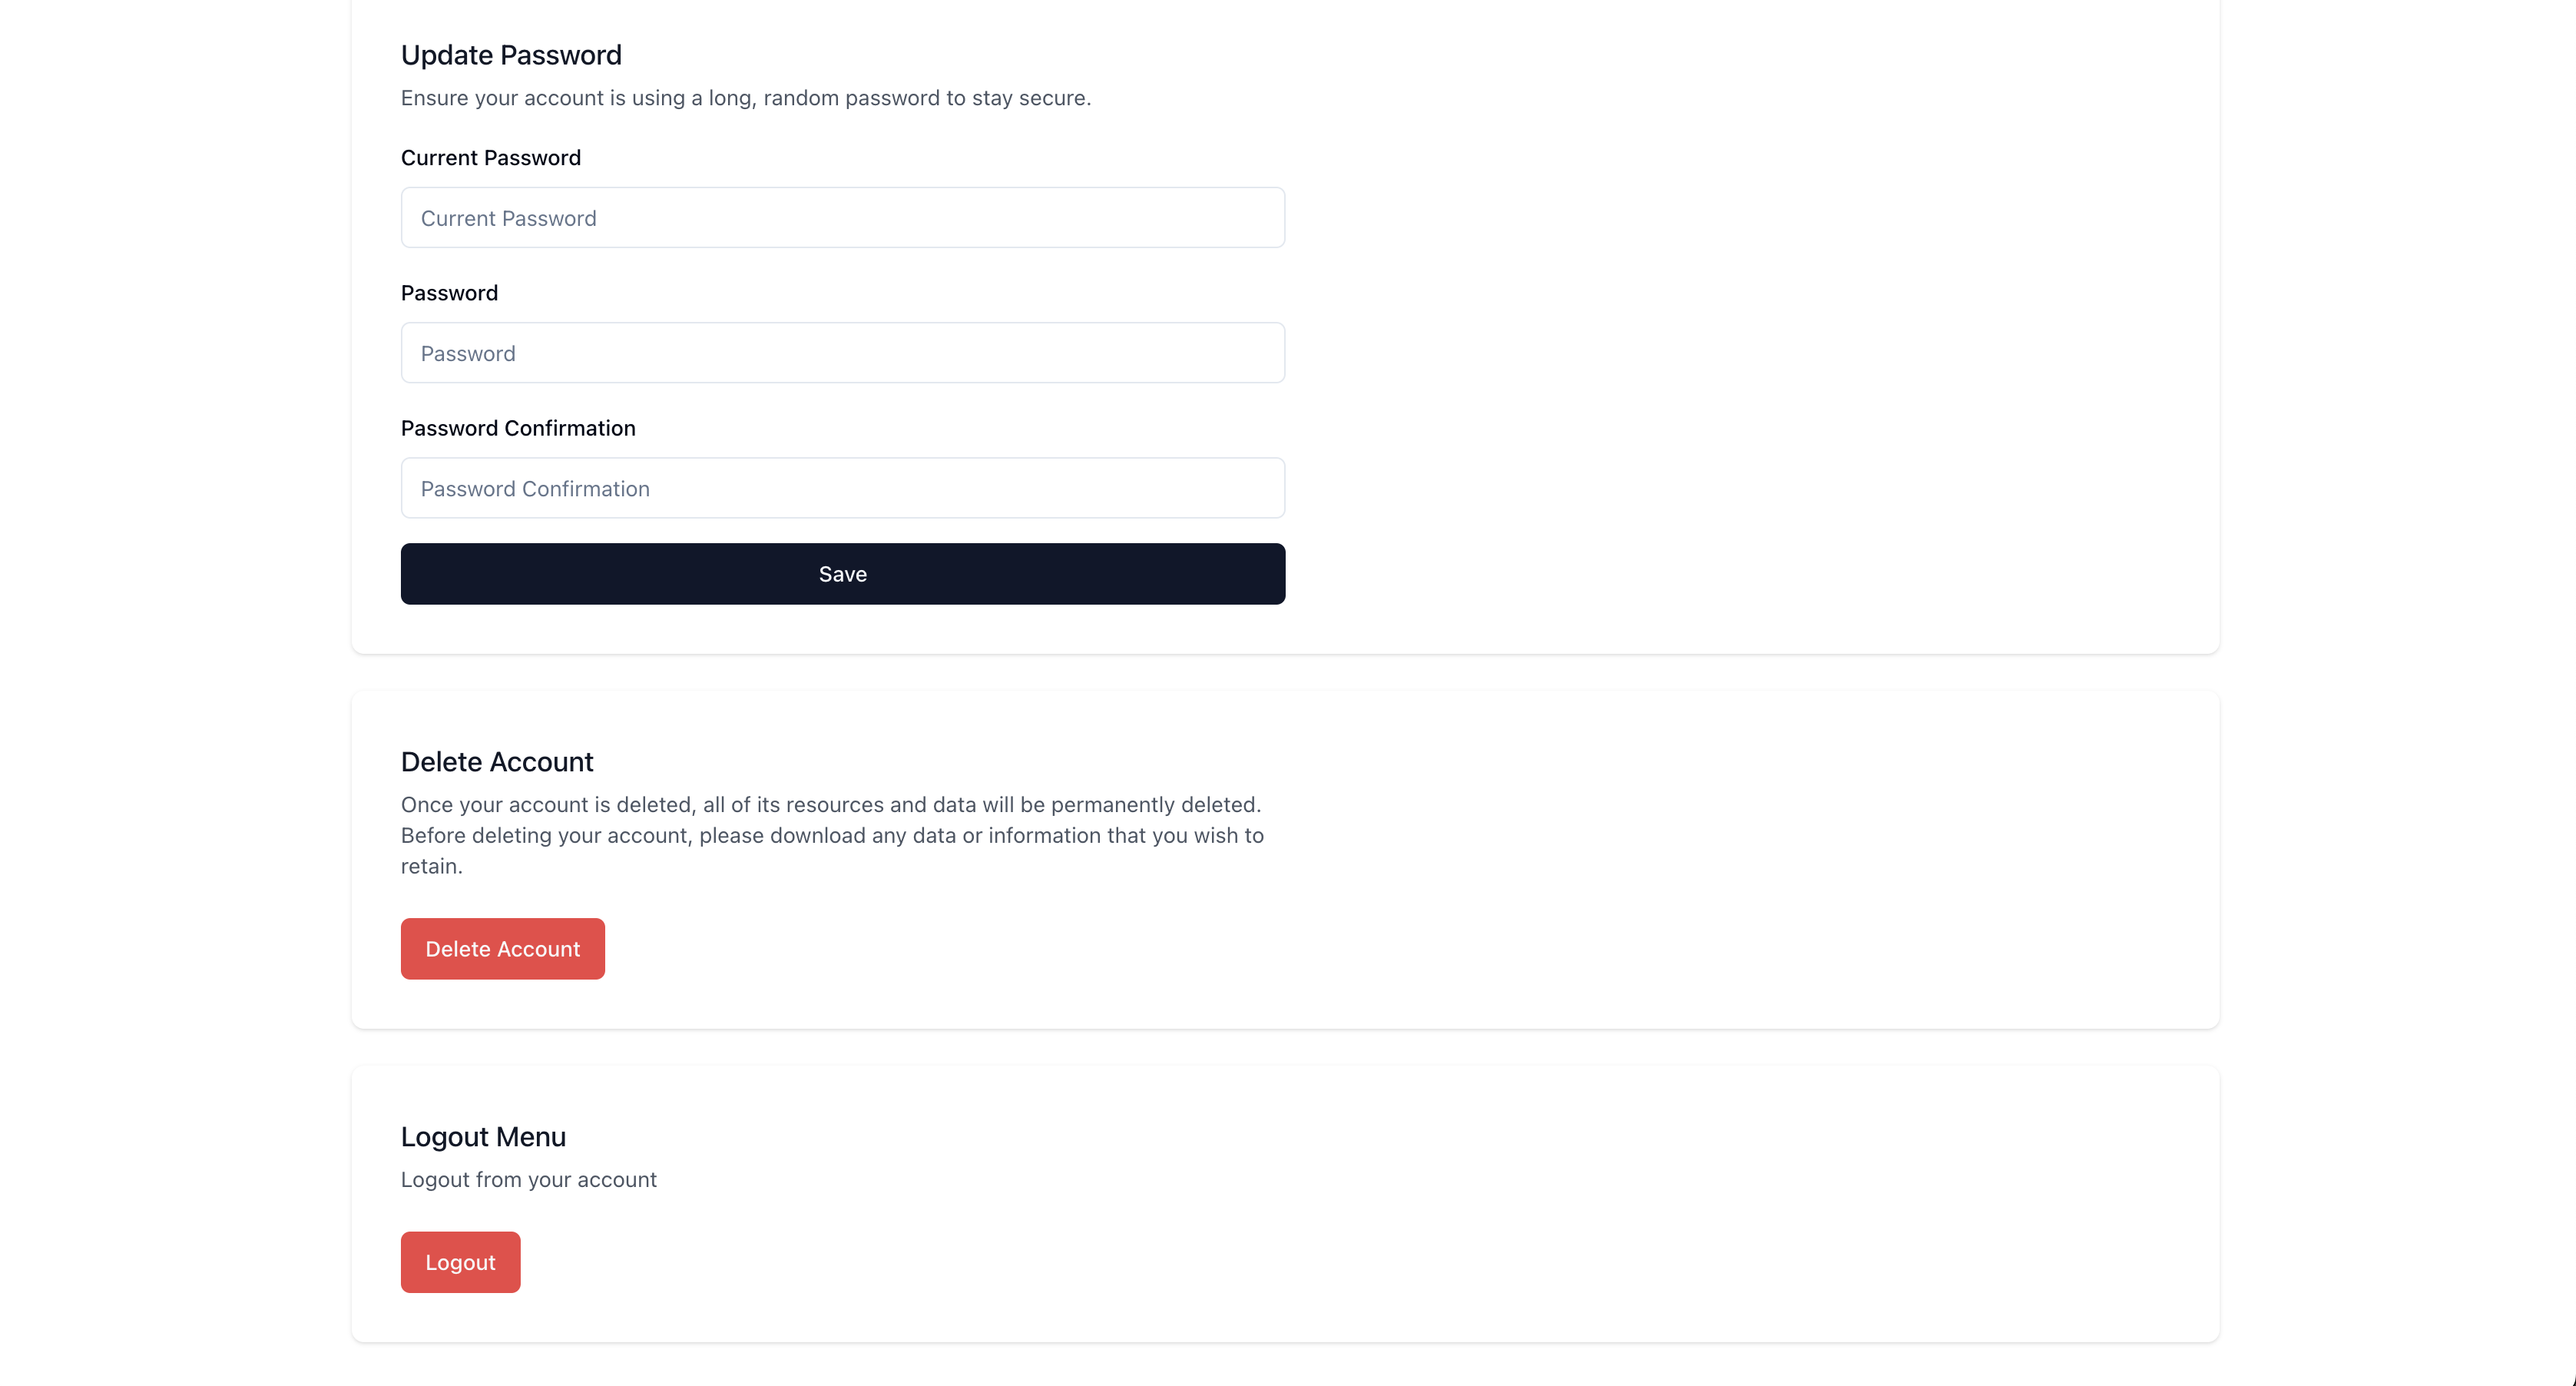 Update Password
Ensure your account is using a long, random password to stay secure.
Current Password
Current Password
Password
Password
Password Confirmation
Password Confirmation
Save
Delete Account
Once your account is deleted, all of its resources and data will be permanently deleted.
Before deleting your account, please download any data or information that you wish to
retain.
Delete Account
Logout Menu
Logout from your account
Logout